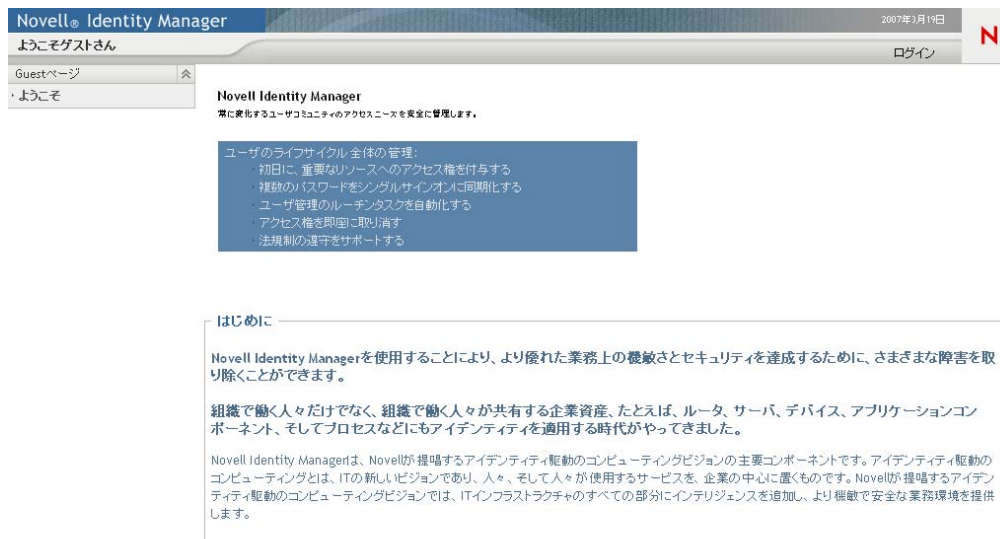 Novell® Identity Manager
2007年3月19日
N
ようこそゲストさん
ログイン
Guestページ
・ようこそ
Novell Identity Manager
常に変化するユーザコミュニティのアクセスニーズを安全に管理します。
ユーザのライフサイクル全体の管理:
・初日に、重要なリソースへのアクセス権を付与する
・複数のパスワードをシングルサインオンに同期化する
・ユーザ管理のルーチンタスクを自動化する
・アクセス権を即座に取り消す
・法規制の遵守をサポートする
はじめに
Novell Identity Managerを使用することにより、より優れた業務上の機敏さとセキュリティを達成するために、さまざまな障害を取
り除くことができます。
組織で働く人々だけでなく、組織で働く人々が共有する企業資産、たとえば、ルータ、サーバ、デバイス、アプリケーションコン
ポーネント、そしてプロセスなどにもアイデンティティを適用する時代がやってきました。
Novell Identity Managerは、Novellが提唱するアイデンティティ駆動のコンピューティングビジョンの主要コンポーネントです。アイデンティティ駆動の
コンピューティングとは、ITの新しいビジョンであり、人々、そして人々が使用するサービスを、企業の中心に置くものです。Novellが提唱するアイデン
ティティ駆動のコンピューティングビジョンでは、ITインフラストラクチャのすべての部分にインテリジェンスを追加し、より機敏で安全な業務環境を提供
します。